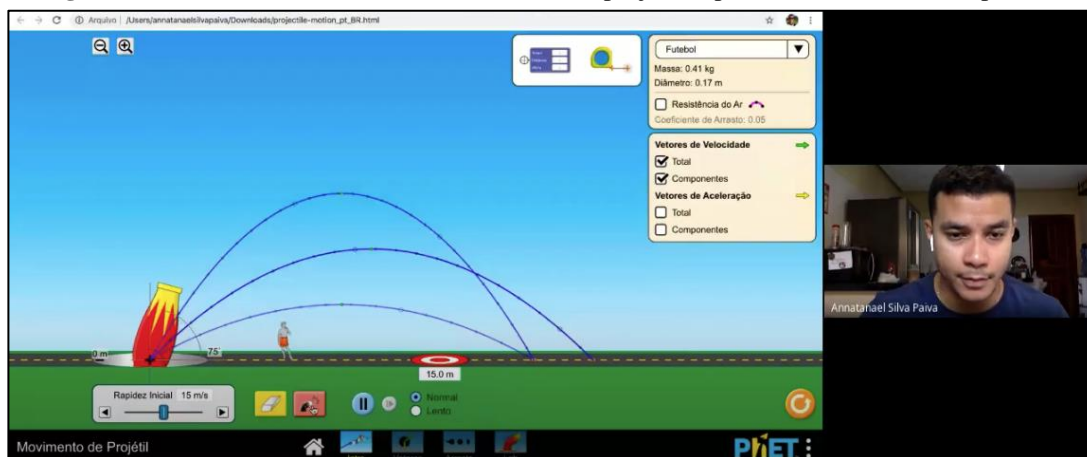 Arquivo | /Users/annatanaelsilvapaiva/Downloads/projectile-motion_pt_BR.html
Futebol
Massa: 0.41 kg
Diâmetro: 0.17 m
Resistência do Ar
Coeficiente de Arrasto: 0.05
Vetores de Velocidade
Total
Componentes
Vetores de Aceleração
Total
Componentes
Annatanael Silva Paiva
0 m
75°
15.0 m
Rapidez Inicial 15 m/s
Normal
Lento
Movimento de Projétil
PhET